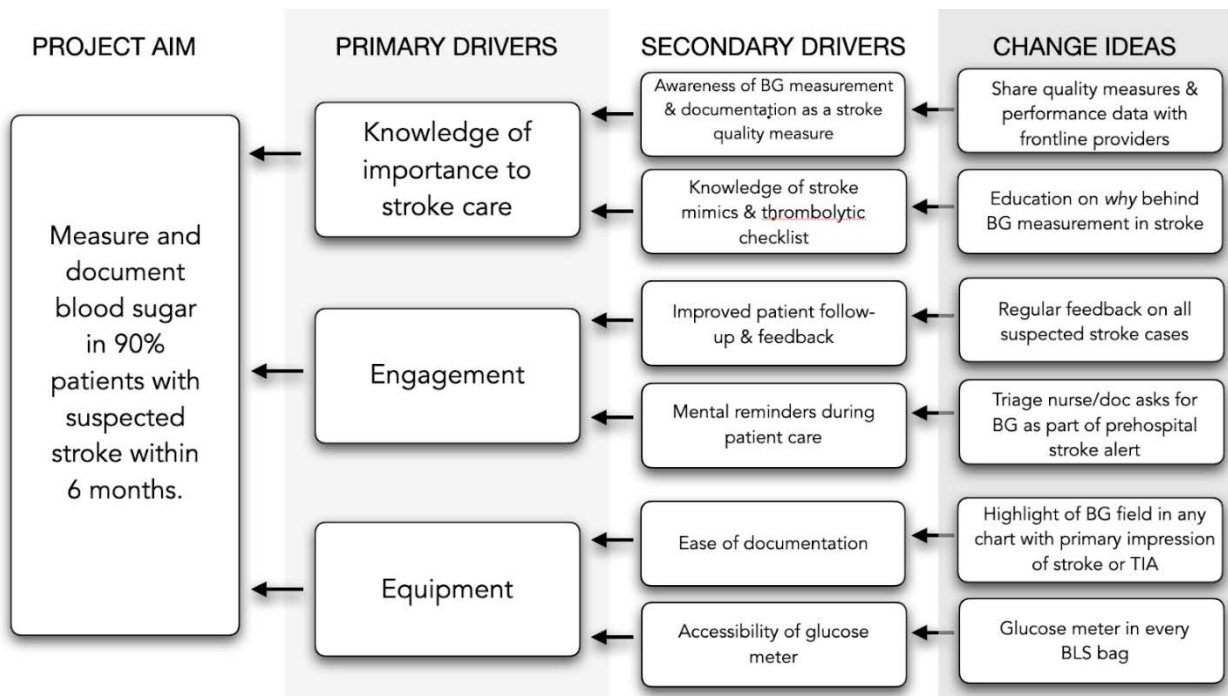 PROJECT AIM
PRIMARY DRIVERS
SECONDARY DRIVERS
CHANGE IDEAS
Measure and
document
blood sugar
in 90%
patients with
suspected
stroke within
6 months.
Knowledge of
importance to
stroke care
Engagement
Equipment
Awareness of BG measurement
& documentation as a stroke
quality measure
Knowledge of stroke
mimics & thrombolytic
checklist
Improved patient follow-
up & feedback
Mental reminders during
patient care
Ease of documentation
Accessibility of glucose
meter
Share quality measures &
performance data with
frontline providers
Education on why behind
BG measurement in stroke
Regular feedback on all
suspected stroke cases
Triage nurse/doc asks for
BG as part of prehospital
stroke alert
Highlight of BG field in any
chart with primary impression
of stroke or TIA
Glucose meter in every
BLS bag